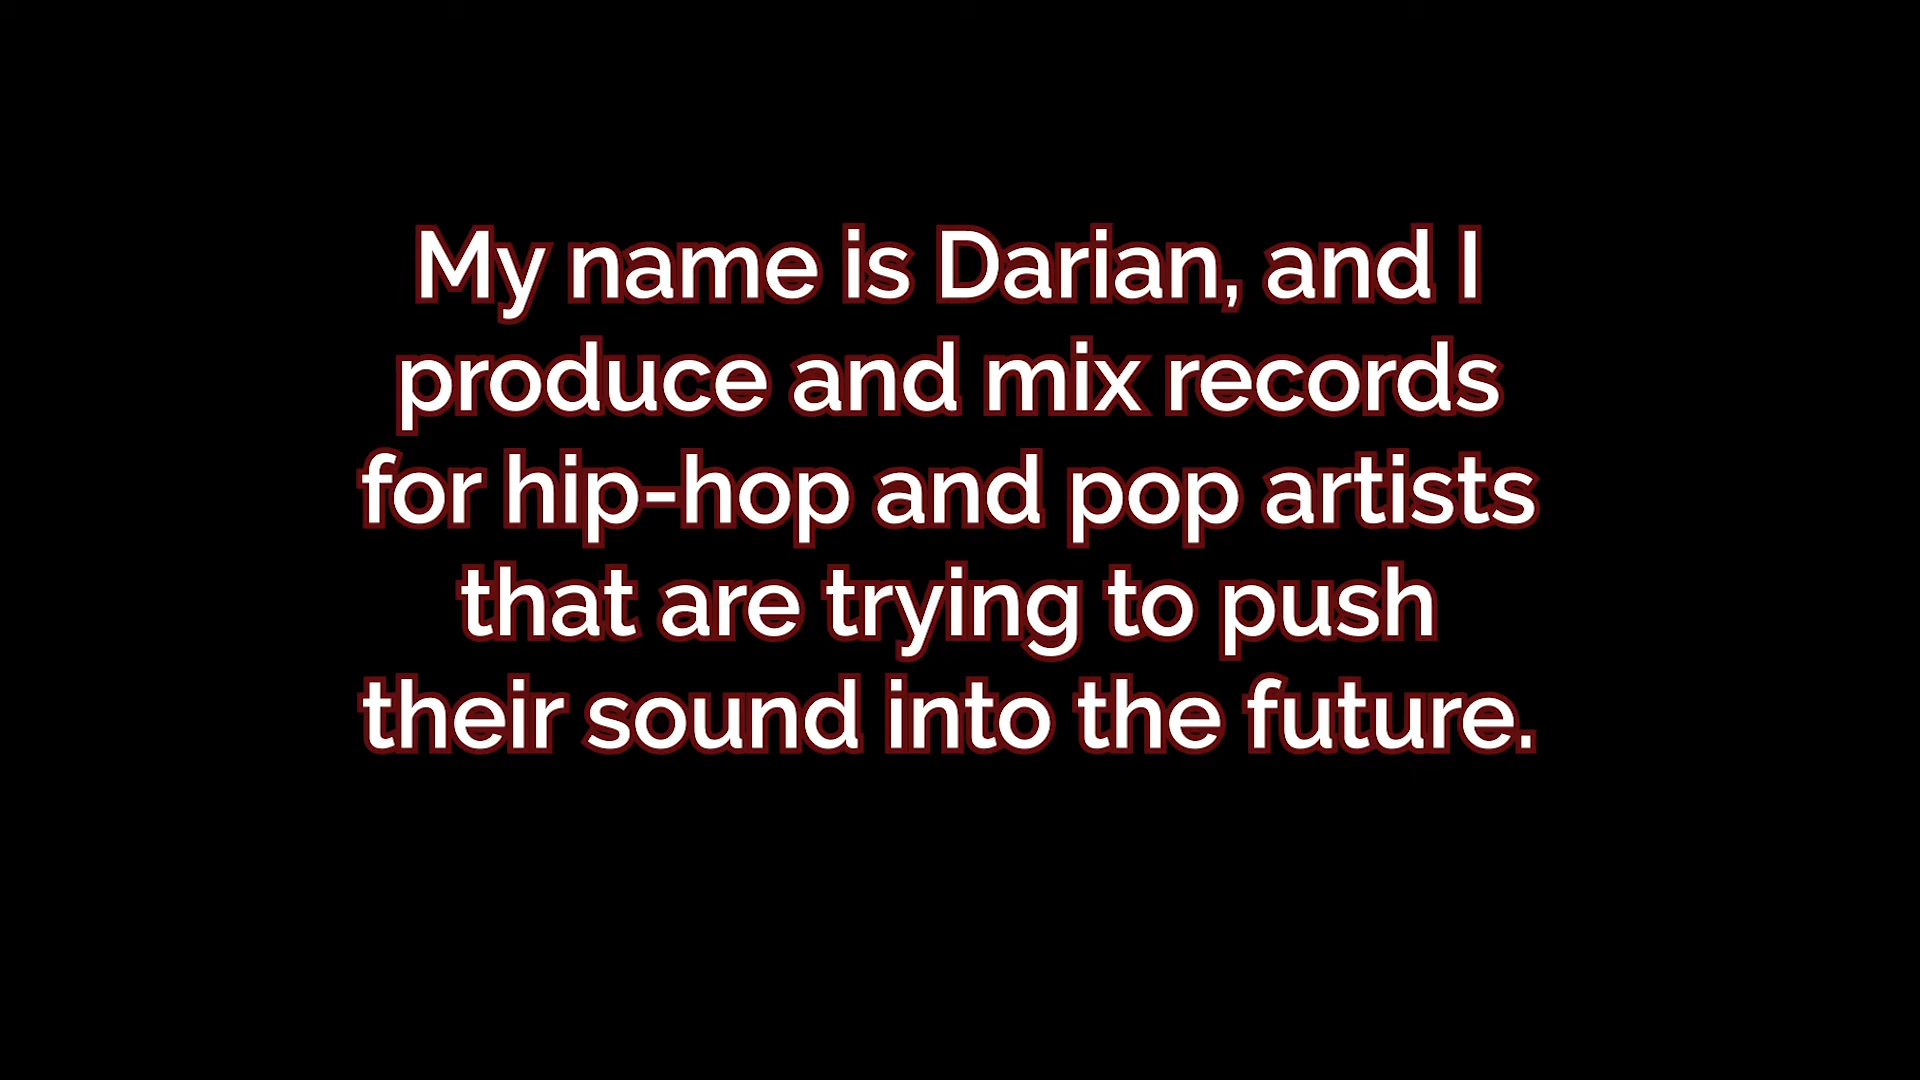 My name is Darian, and I
produce and mix records
for hip-hop and pop artists
that are trying to push
their sound into the future.